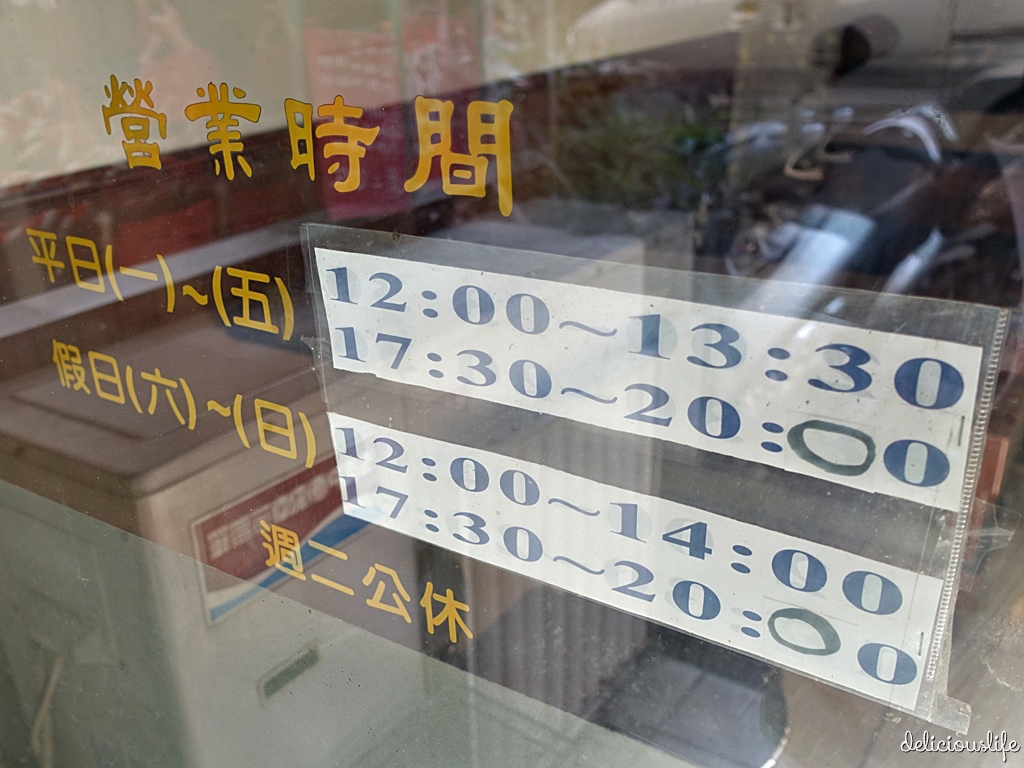 營業時間
平日(一)~(五)
12:00~13:30
17:30~20:00
假日(六)~(日)
12:00~14:00
17:30~20:00
週二公休
deliciouslife